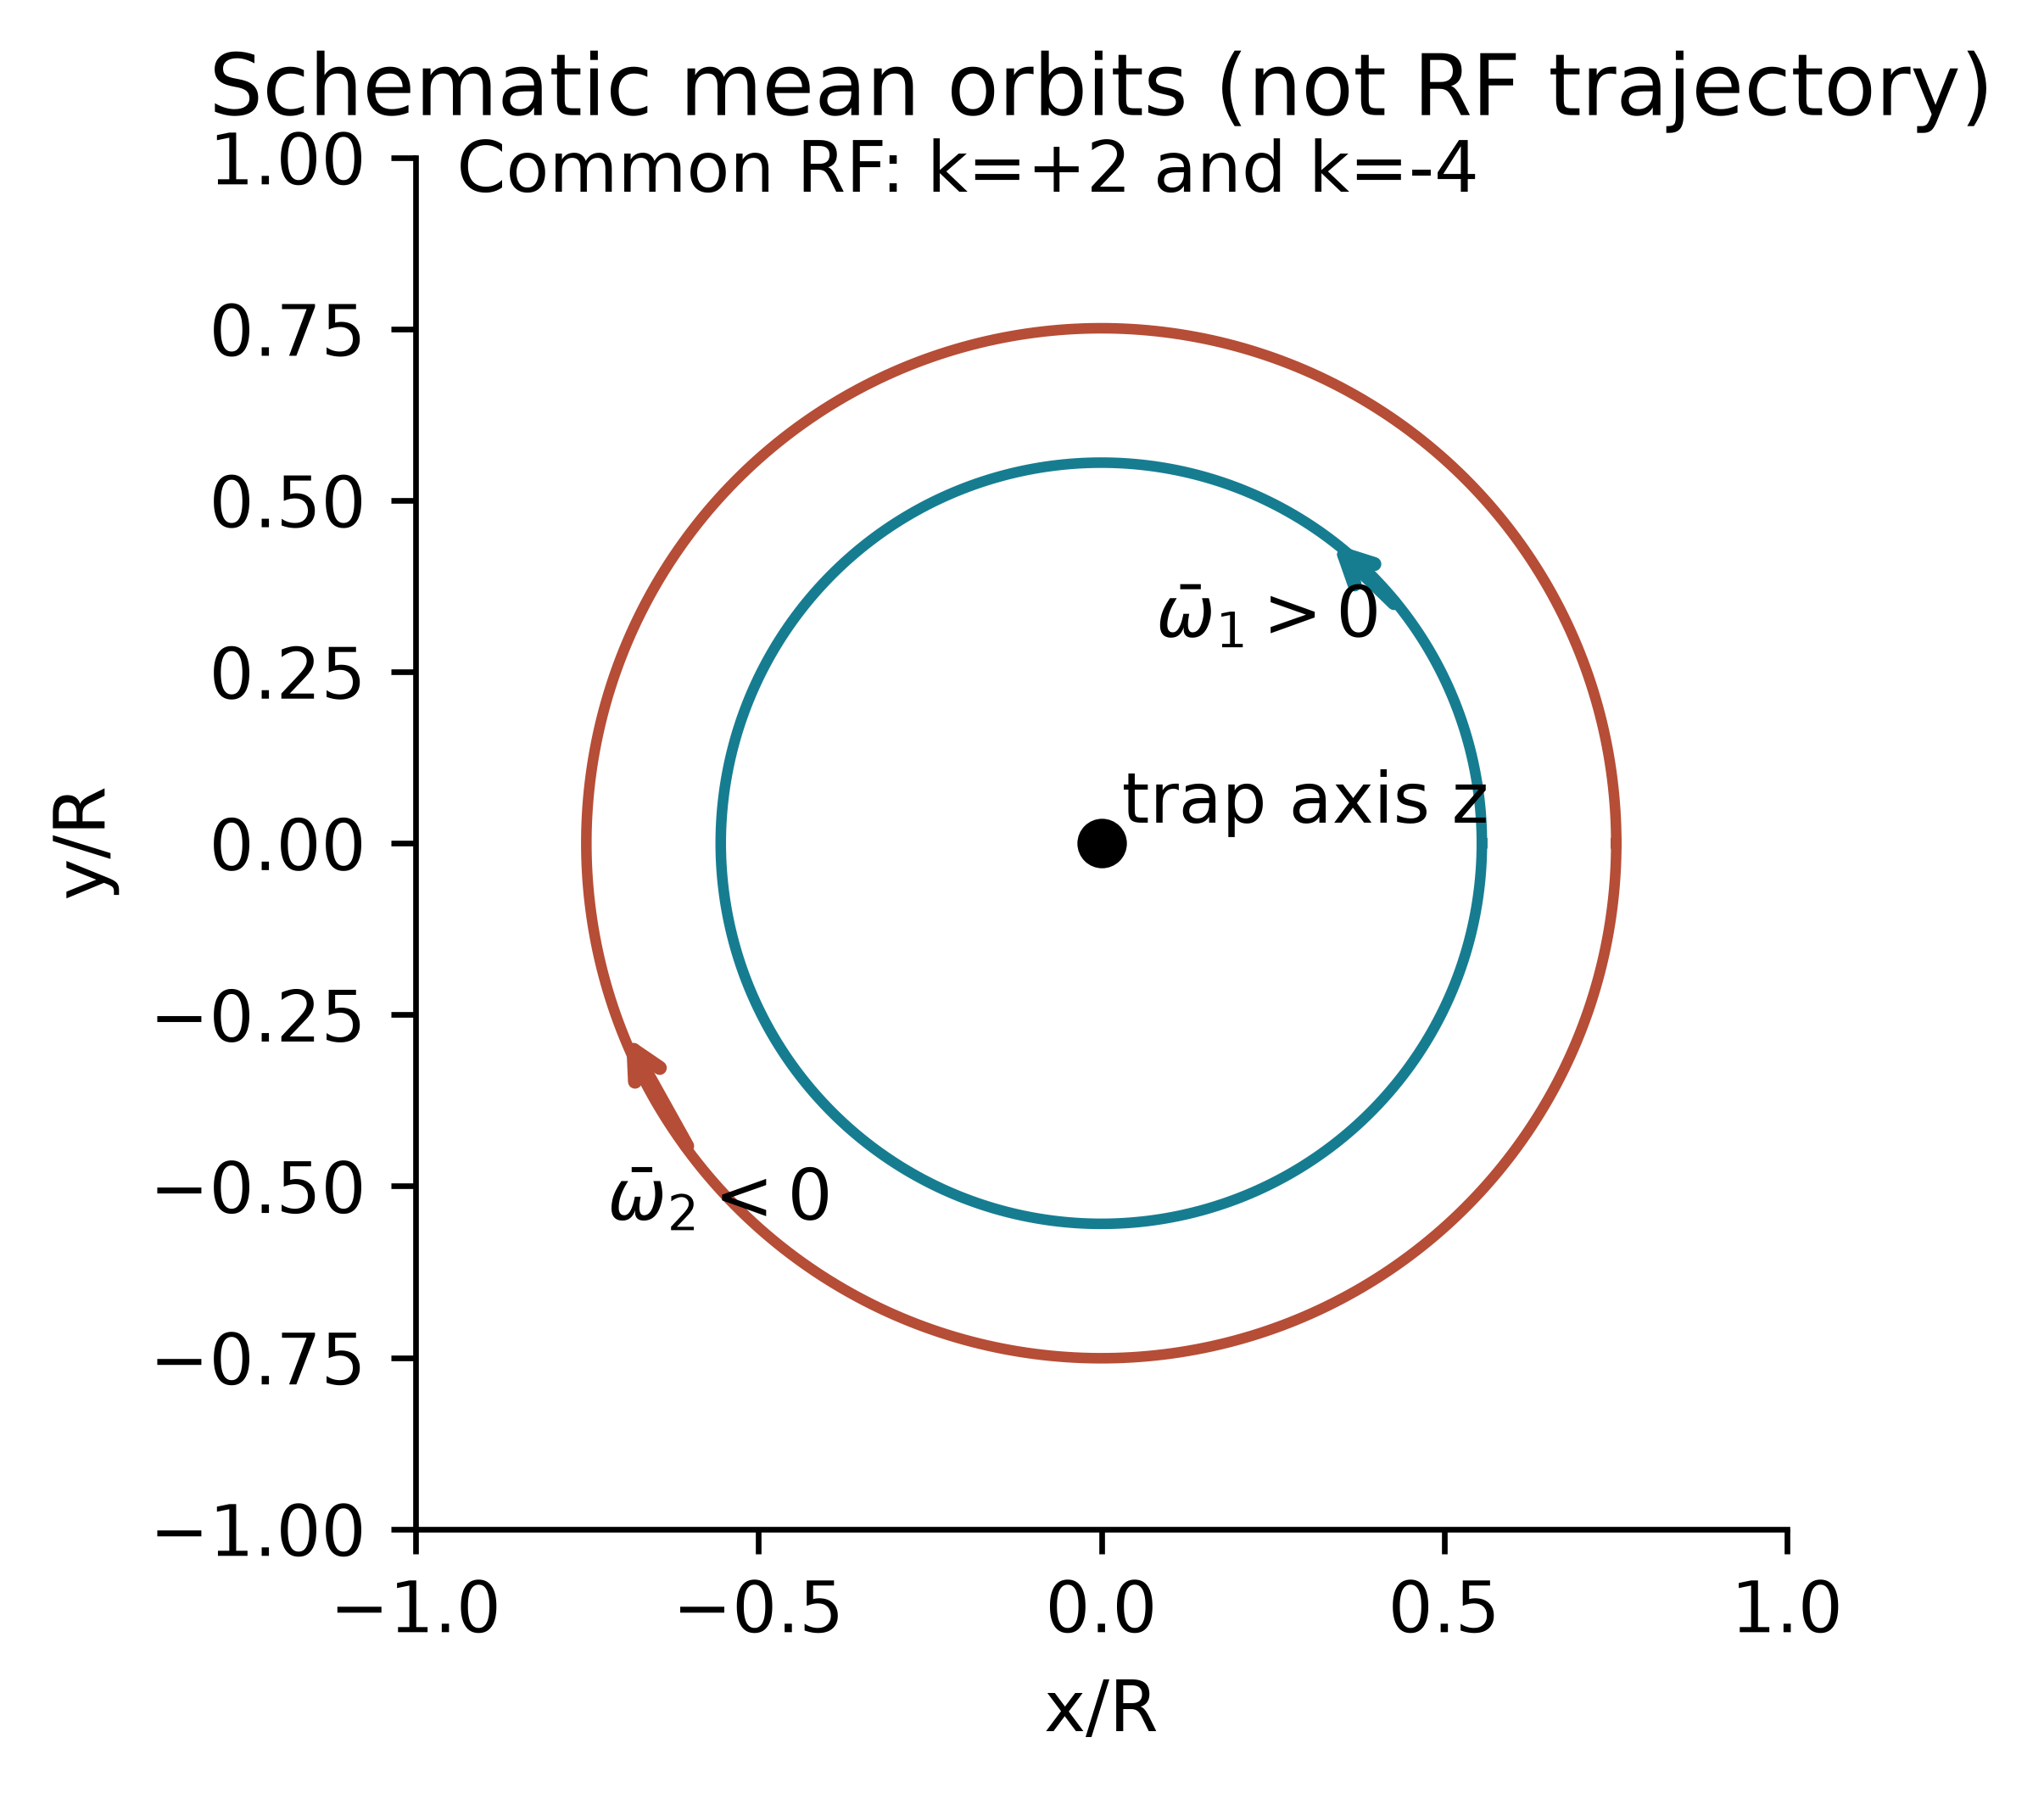 Schematic mean orbits (not RF trajectory)
Common RF: k=+2 and k=-4
1.00
0.75
0.50
0.25
0.00
−0.25
−0.50
−0.75
−1.00
y/R
ω̄₁ > 0
trap axis z
ω̄₂ < 0
−1.0 −0.5 0.0 0.5 1.0
x/R